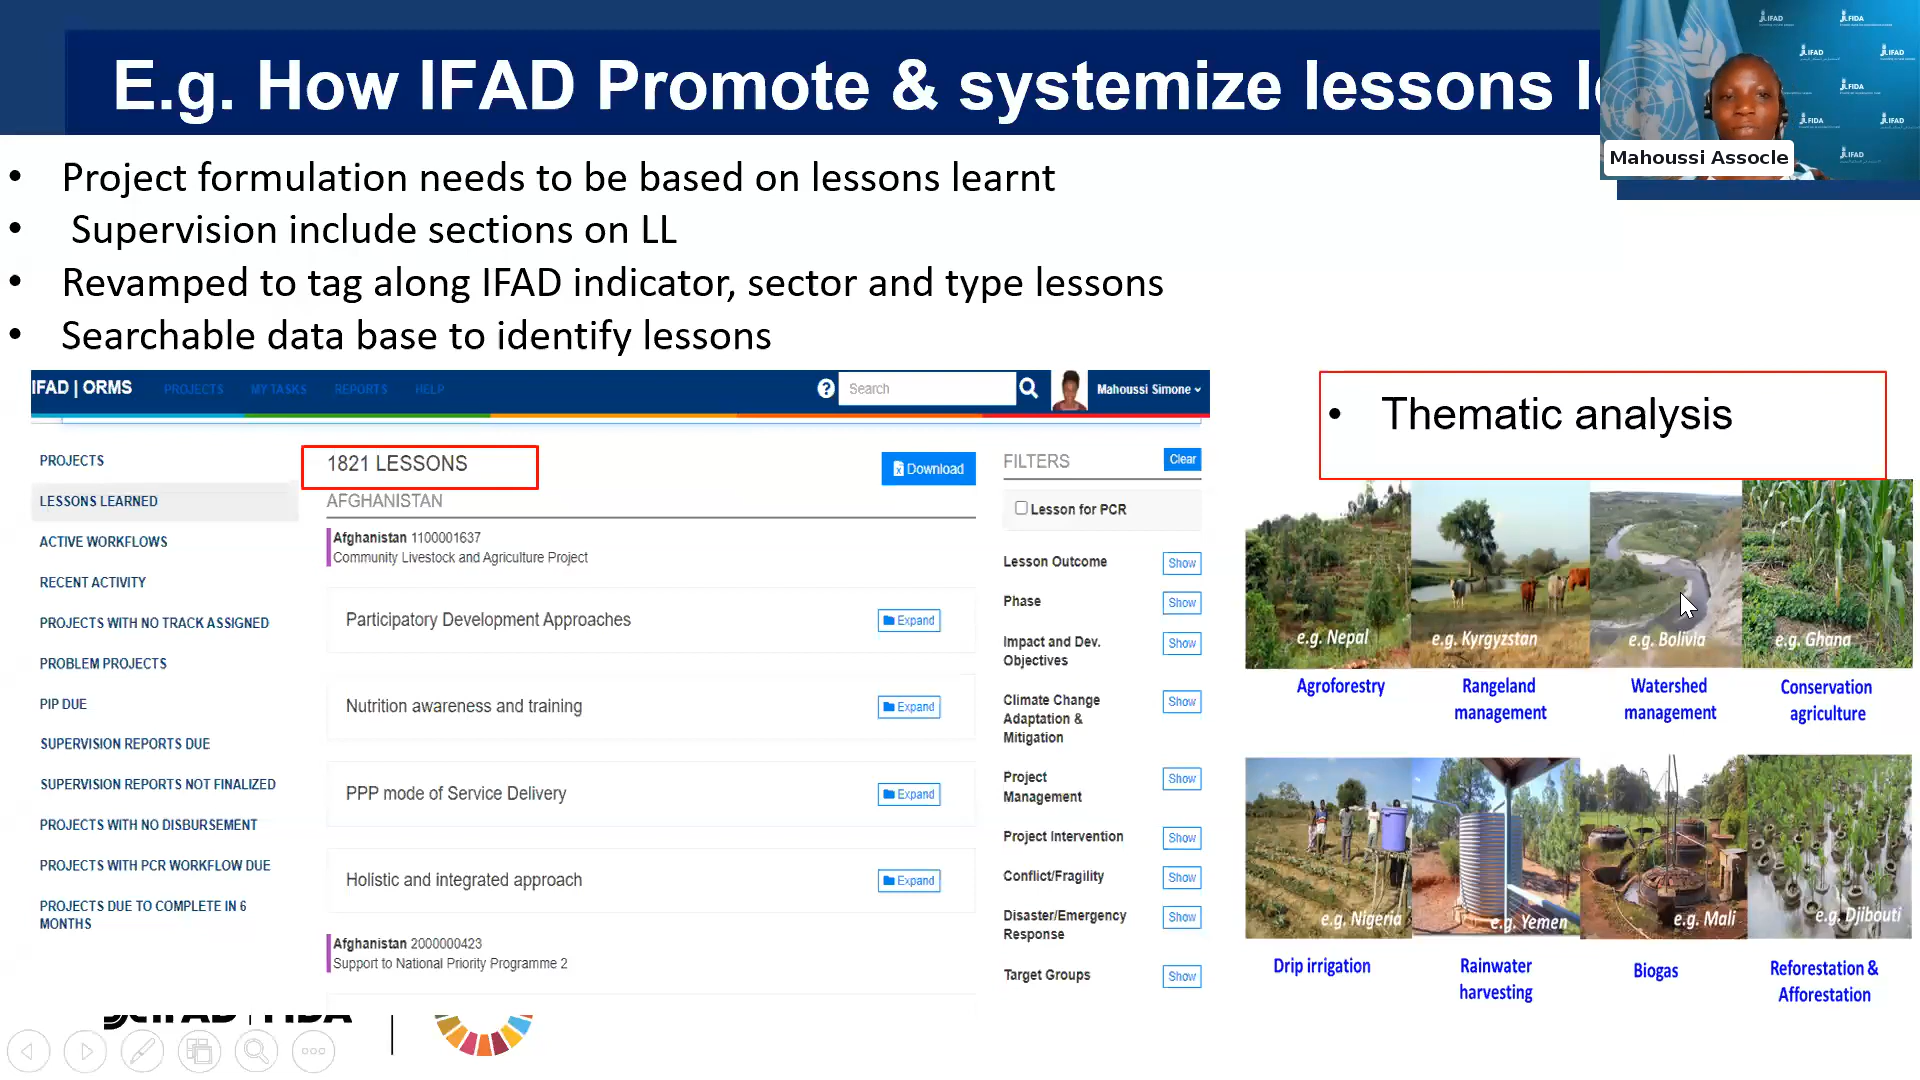 E.g. How IFAD Promote & systemize lessons
Mahoussi Assocle
• Project formulation needs to be based on lessons learnt
• Supervision include sections on LL
• Revamped to tag along IFAD indicator, sector and type lessons
• Searchable data base to identify lessons
IFAD | ORMS PROJECTS MY TASKS REPORTS HELP ? Search Mahoussi Simone
PROJECTS
LESSONS LEARNED
ACTIVE WORKFLOWS
RECENT ACTIVITY
PROJECTS WITH NO TRACK ASSIGNED
PROBLEM PROJECTS
PIP DUE
SUPERVISION REPORTS DUE
SUPERVISION REPORTS NOT FINALIZED
PROJECTS WITH NO DISBURSEMENT
PROJECTS WITH PCR WORKFLOW DUE
PROJECTS DUE TO COMPLETE IN 6
MONTHS
1821 LESSONS
Download
AFGHANISTAN
Afghanistan 1100001637
Community Livestock and Agriculture Project
Participatory Development Approaches Expand
Nutrition awareness and training Expand
PPP mode of Service Delivery Expand
Holistic and integrated approach Expand
Afghanistan 2000000423
Support to National Priority Programme 2
FILTERS Clear
Lesson for PCR
Lesson Outcome Show
Phase Show
Impact and Dev.
Objectives Show
Climate Change
Adaptation &
Mitigation Show
Project
Management Show
Project Intervention Show
Conflict/Fragility Show
Disaster/Emergency
Response Show
Target Groups Show
• Thematic analysis
e.g. Nepal e.g. Kyrgyzstan e.g. Bolivia e.g. Ghana
Agroforestry
Rangeland
management
Watershed
management
Conservation
agriculture
e.g. Nigeria e.g. Yemen e.g. Mali e.g. Djibouti
Drip irrigation
Rainwater
harvesting
Biogas
Reforestation &
Afforestation
IFAD
FIDA
IFAD
IFAD
FIDA
FIDA
IFAD
IFAD